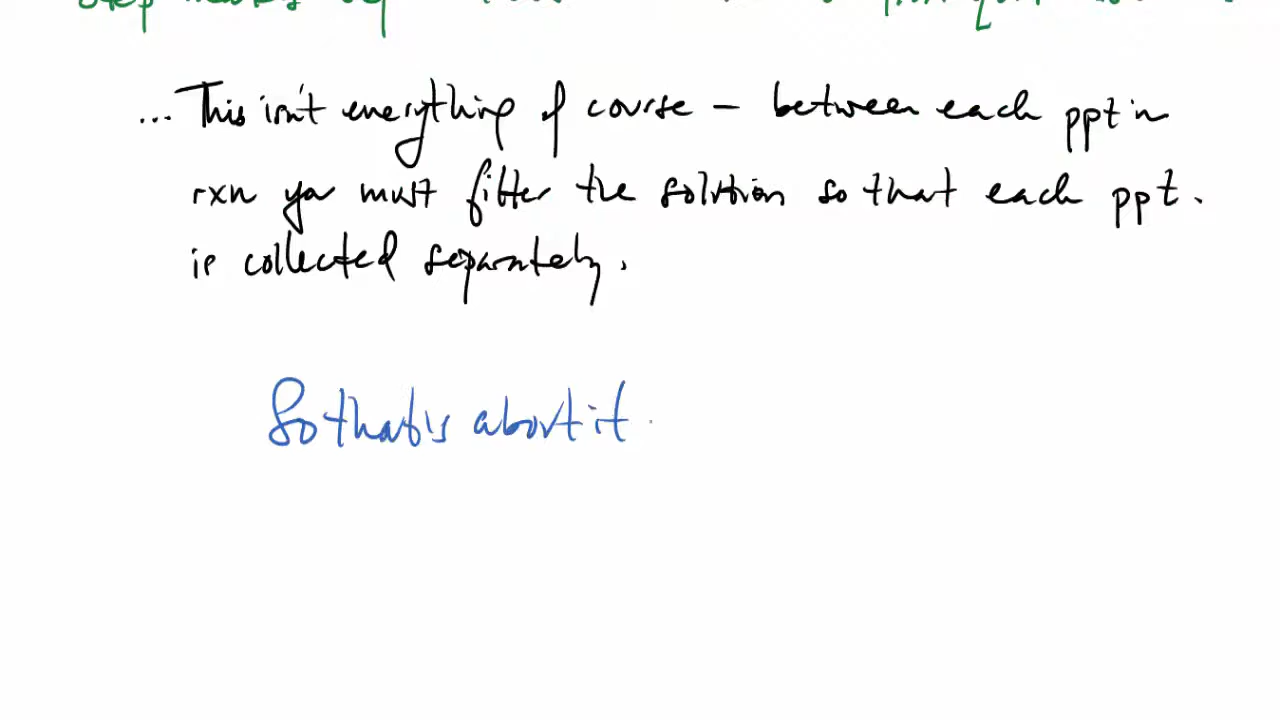 step
... This isn't everything of course – between each ppt'n
rxn you must filter the solution so that each ppt.
is collected separately.
So that's about it.